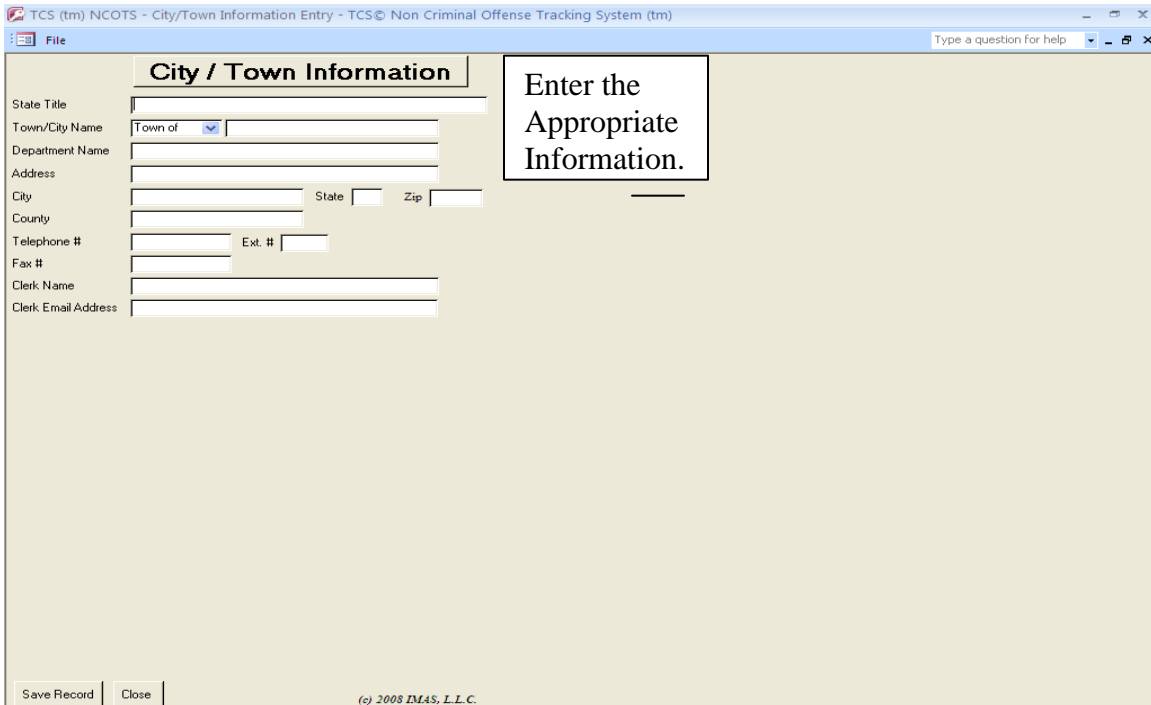 TCS (tm) NCOTS - City/Town Information Entry - TCS© Non Criminal Offense Tracking System (tm)
File
Type a question for help
City / Town Information
Enter the
Appropriate
Information.
State Title
Town/City Name Town of
Department Name
Address
City State Zip
County
Telephone # Ext. #
Fax #
Clerk Name
Clerk Email Address
Save Record Close
(c) 2008 IMAS, L.L.C.